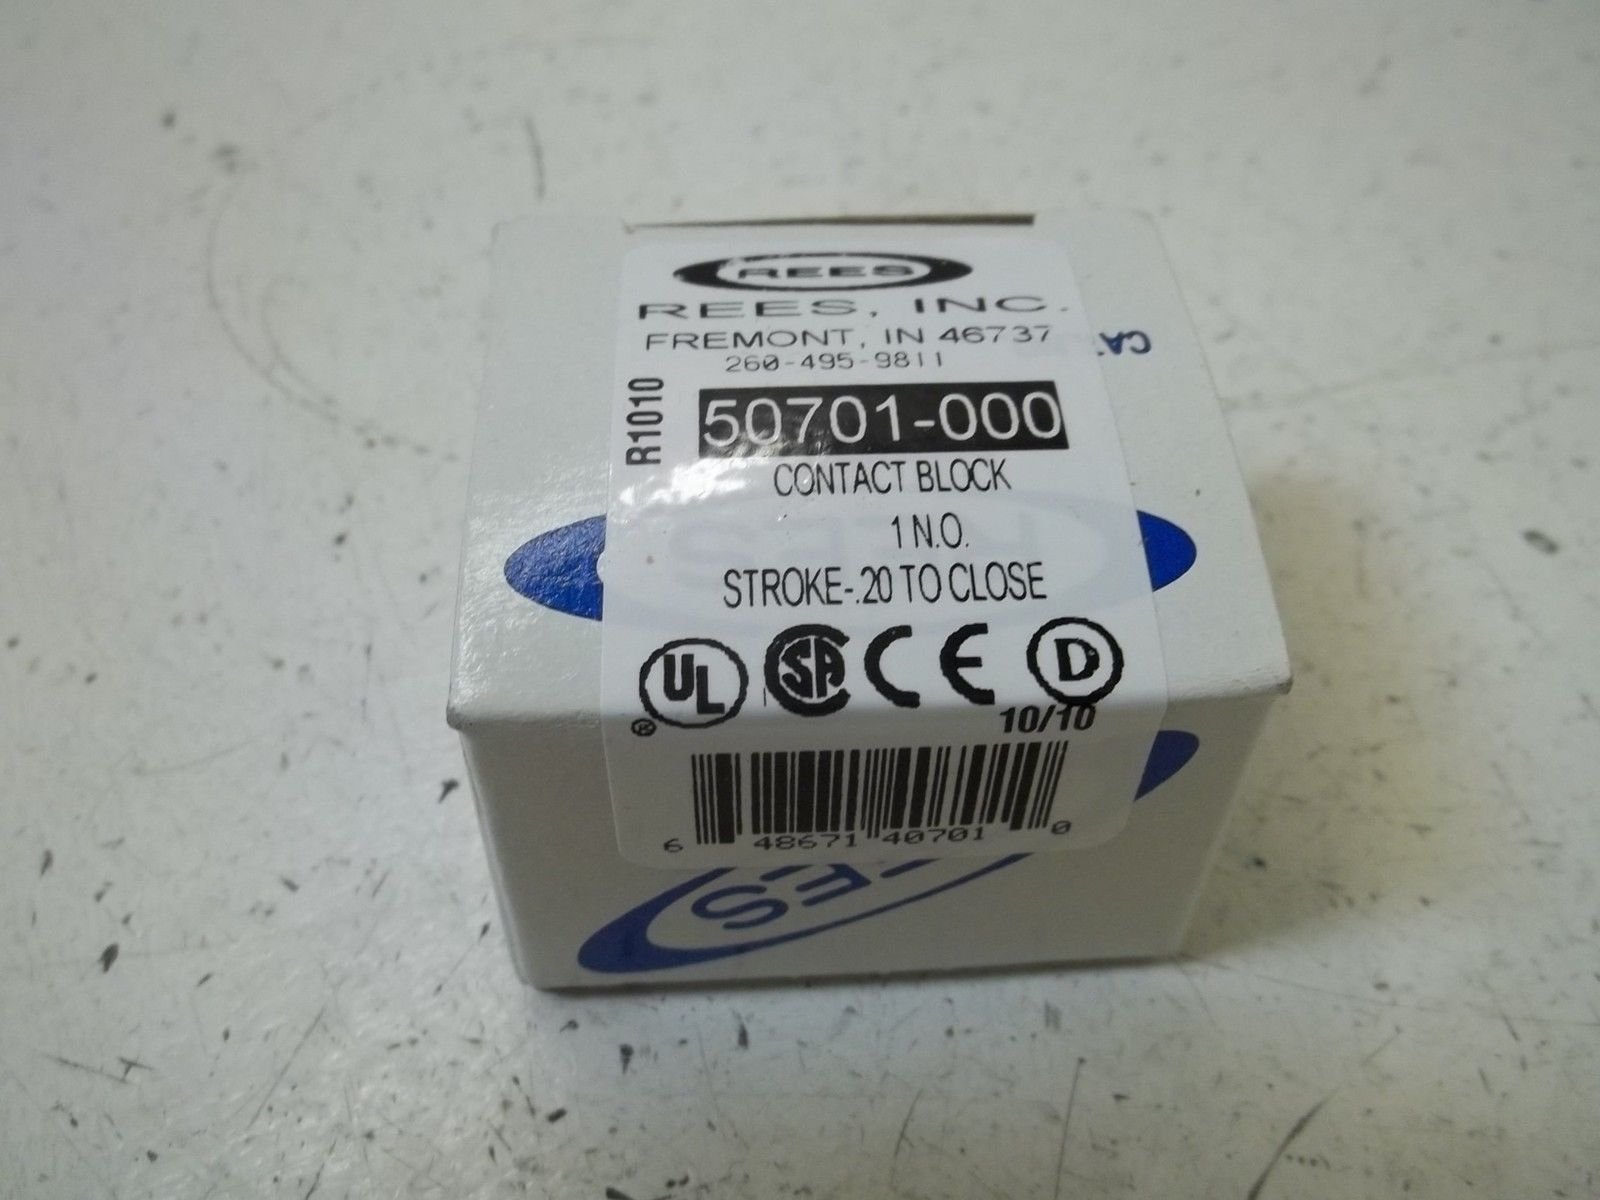 REES
REES, INC.
FREMONT, IN 46737
260-495-9811
R1010
50701-000
CONTACT BLOCK
1 N.O.
STROKE-.20 TO CLOSE
UL
SA
CE
D
®
10/10
6 48671 40701 0